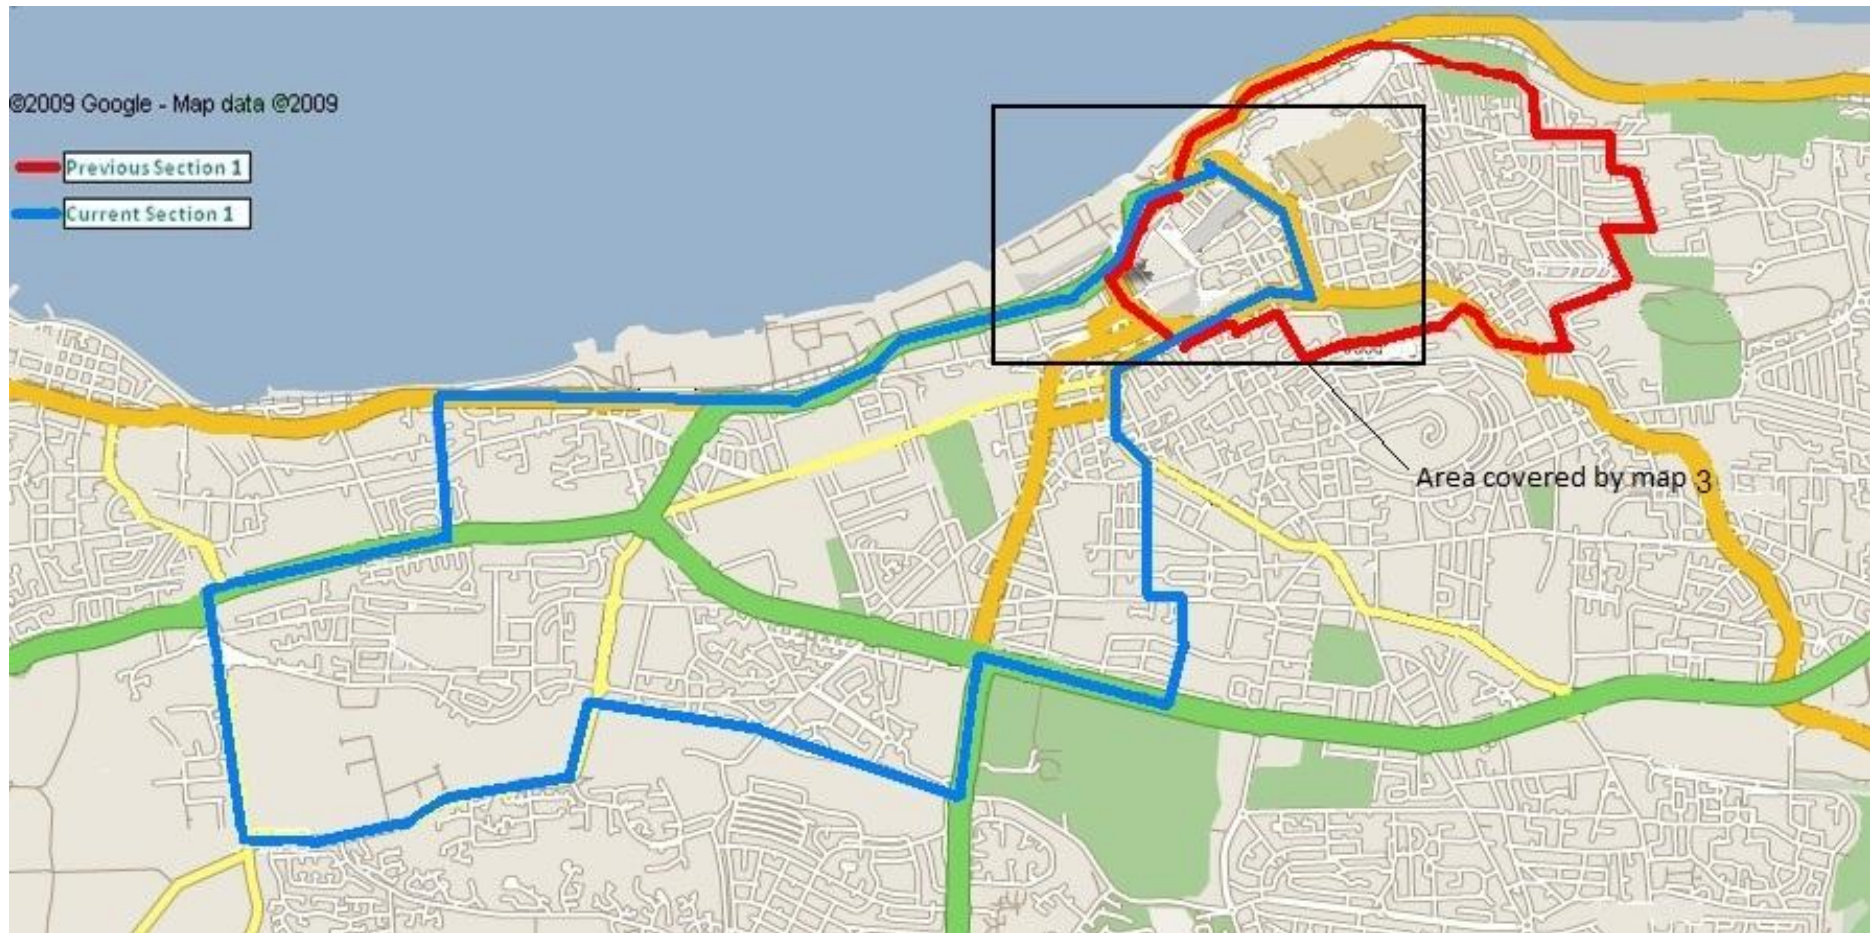 ©2009 Google - Map data ©2009
Previous Section 1
Current Section 1
Area covered by map 3